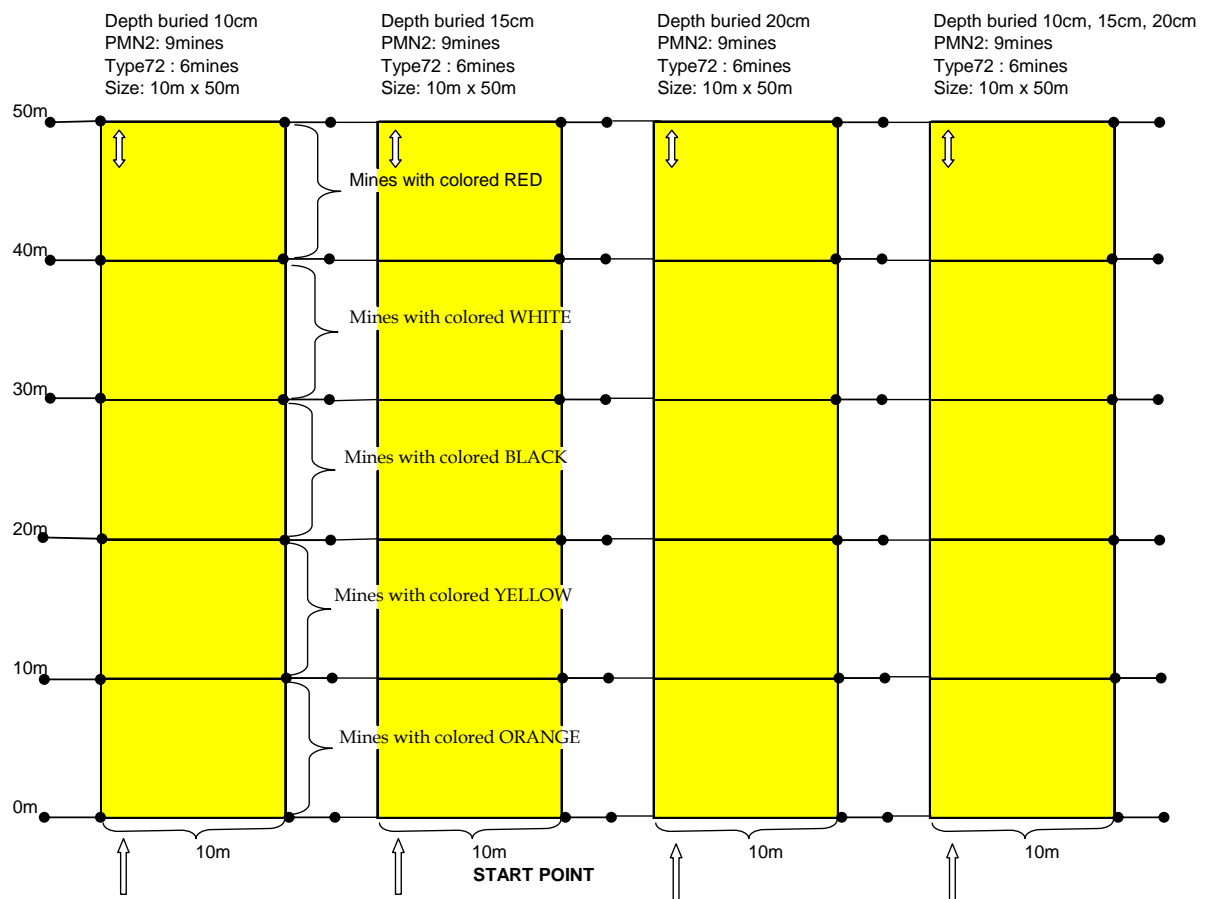 Depth buried 10cm
PMN2: 9mines
Type72 : 6mines
Size: 10m x 50m
Depth buried 15cm
PMN2: 9mines
Type72 : 6mines
Size: 10m x 50m
Depth buried 20cm
PMN2: 9mines
Type72 : 6mines
Size: 10m x 50m
Depth buried 10cm, 15cm, 20cm
PMN2: 9mines
Type72 : 6mines
Size: 10m x 50m
50m
Mines with colored RED
40m
Mines with colored WHITE
30m
Mines with colored BLACK
20m
Mines with colored YELLOW
10m
Mines with colored ORANGE
0m
10m
10m
10m
10m
START POINT